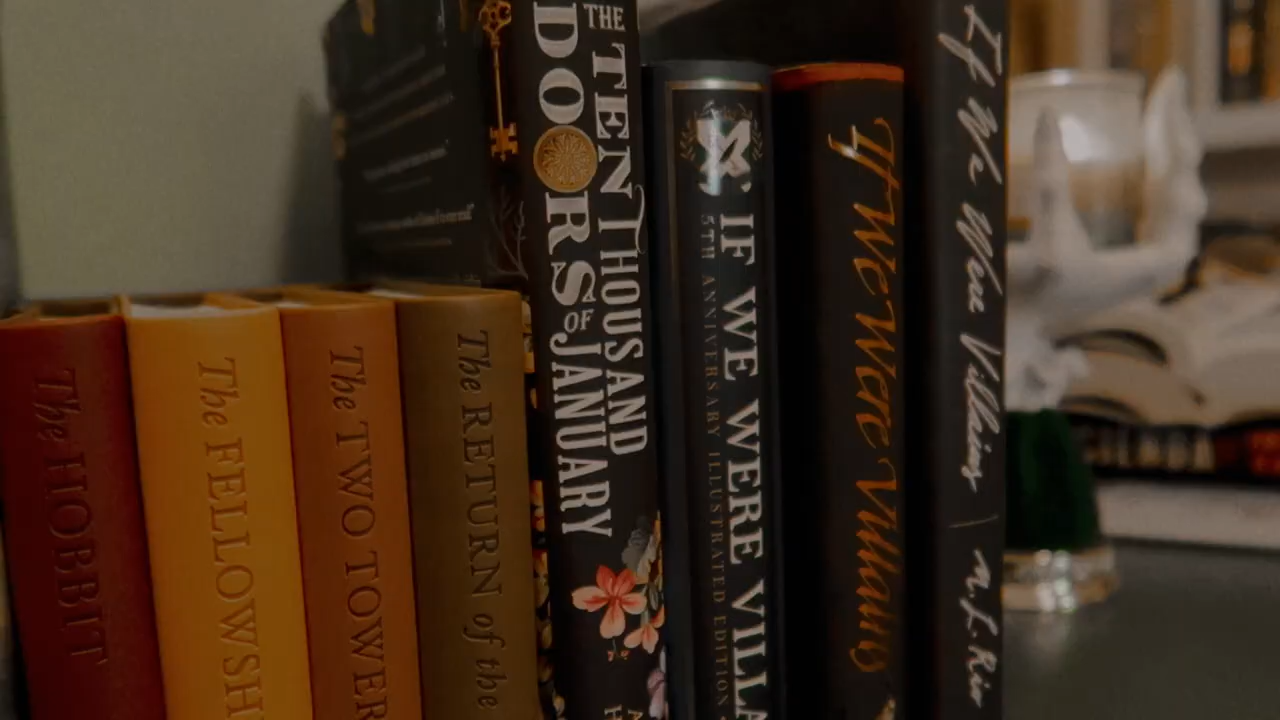 The HOBBIT
The FELLOWSHI
The TWO TOWER
The RETURN of the
THE TEN THOUSAND
DOORS OF JANUARY
A
H
IF WE WERE VILLA
5TH ANNIVERSARY ILLUSTRATED EDITION
If We Were Villains
If We Were Villains | M. L. Rio